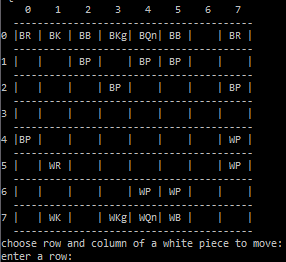 0 1 2 3 4 5 6 7
-----------------------------------------
0 |BR | BK | BB | BKg| BQn| BB |    | BR |
-----------------------------------------
1 |   |    | BP |    | BP | BP |    |    |
-----------------------------------------
2 |   |    |    | BP |    |    |    | BP |
-----------------------------------------
3 |   |    |    |    |    |    |    |    |
-----------------------------------------
4 |BP |    |    |    |    |    |    | WP |
-----------------------------------------
5 |   | WR |    |    |    |    |    | WP |
-----------------------------------------
6 |   |    |    |    | WP | WP |    |    |
-----------------------------------------
7 |   | WK |    | WKg| WQn| WB |    |    |
-----------------------------------------
choose row and column of a white piece to move:
enter a row: